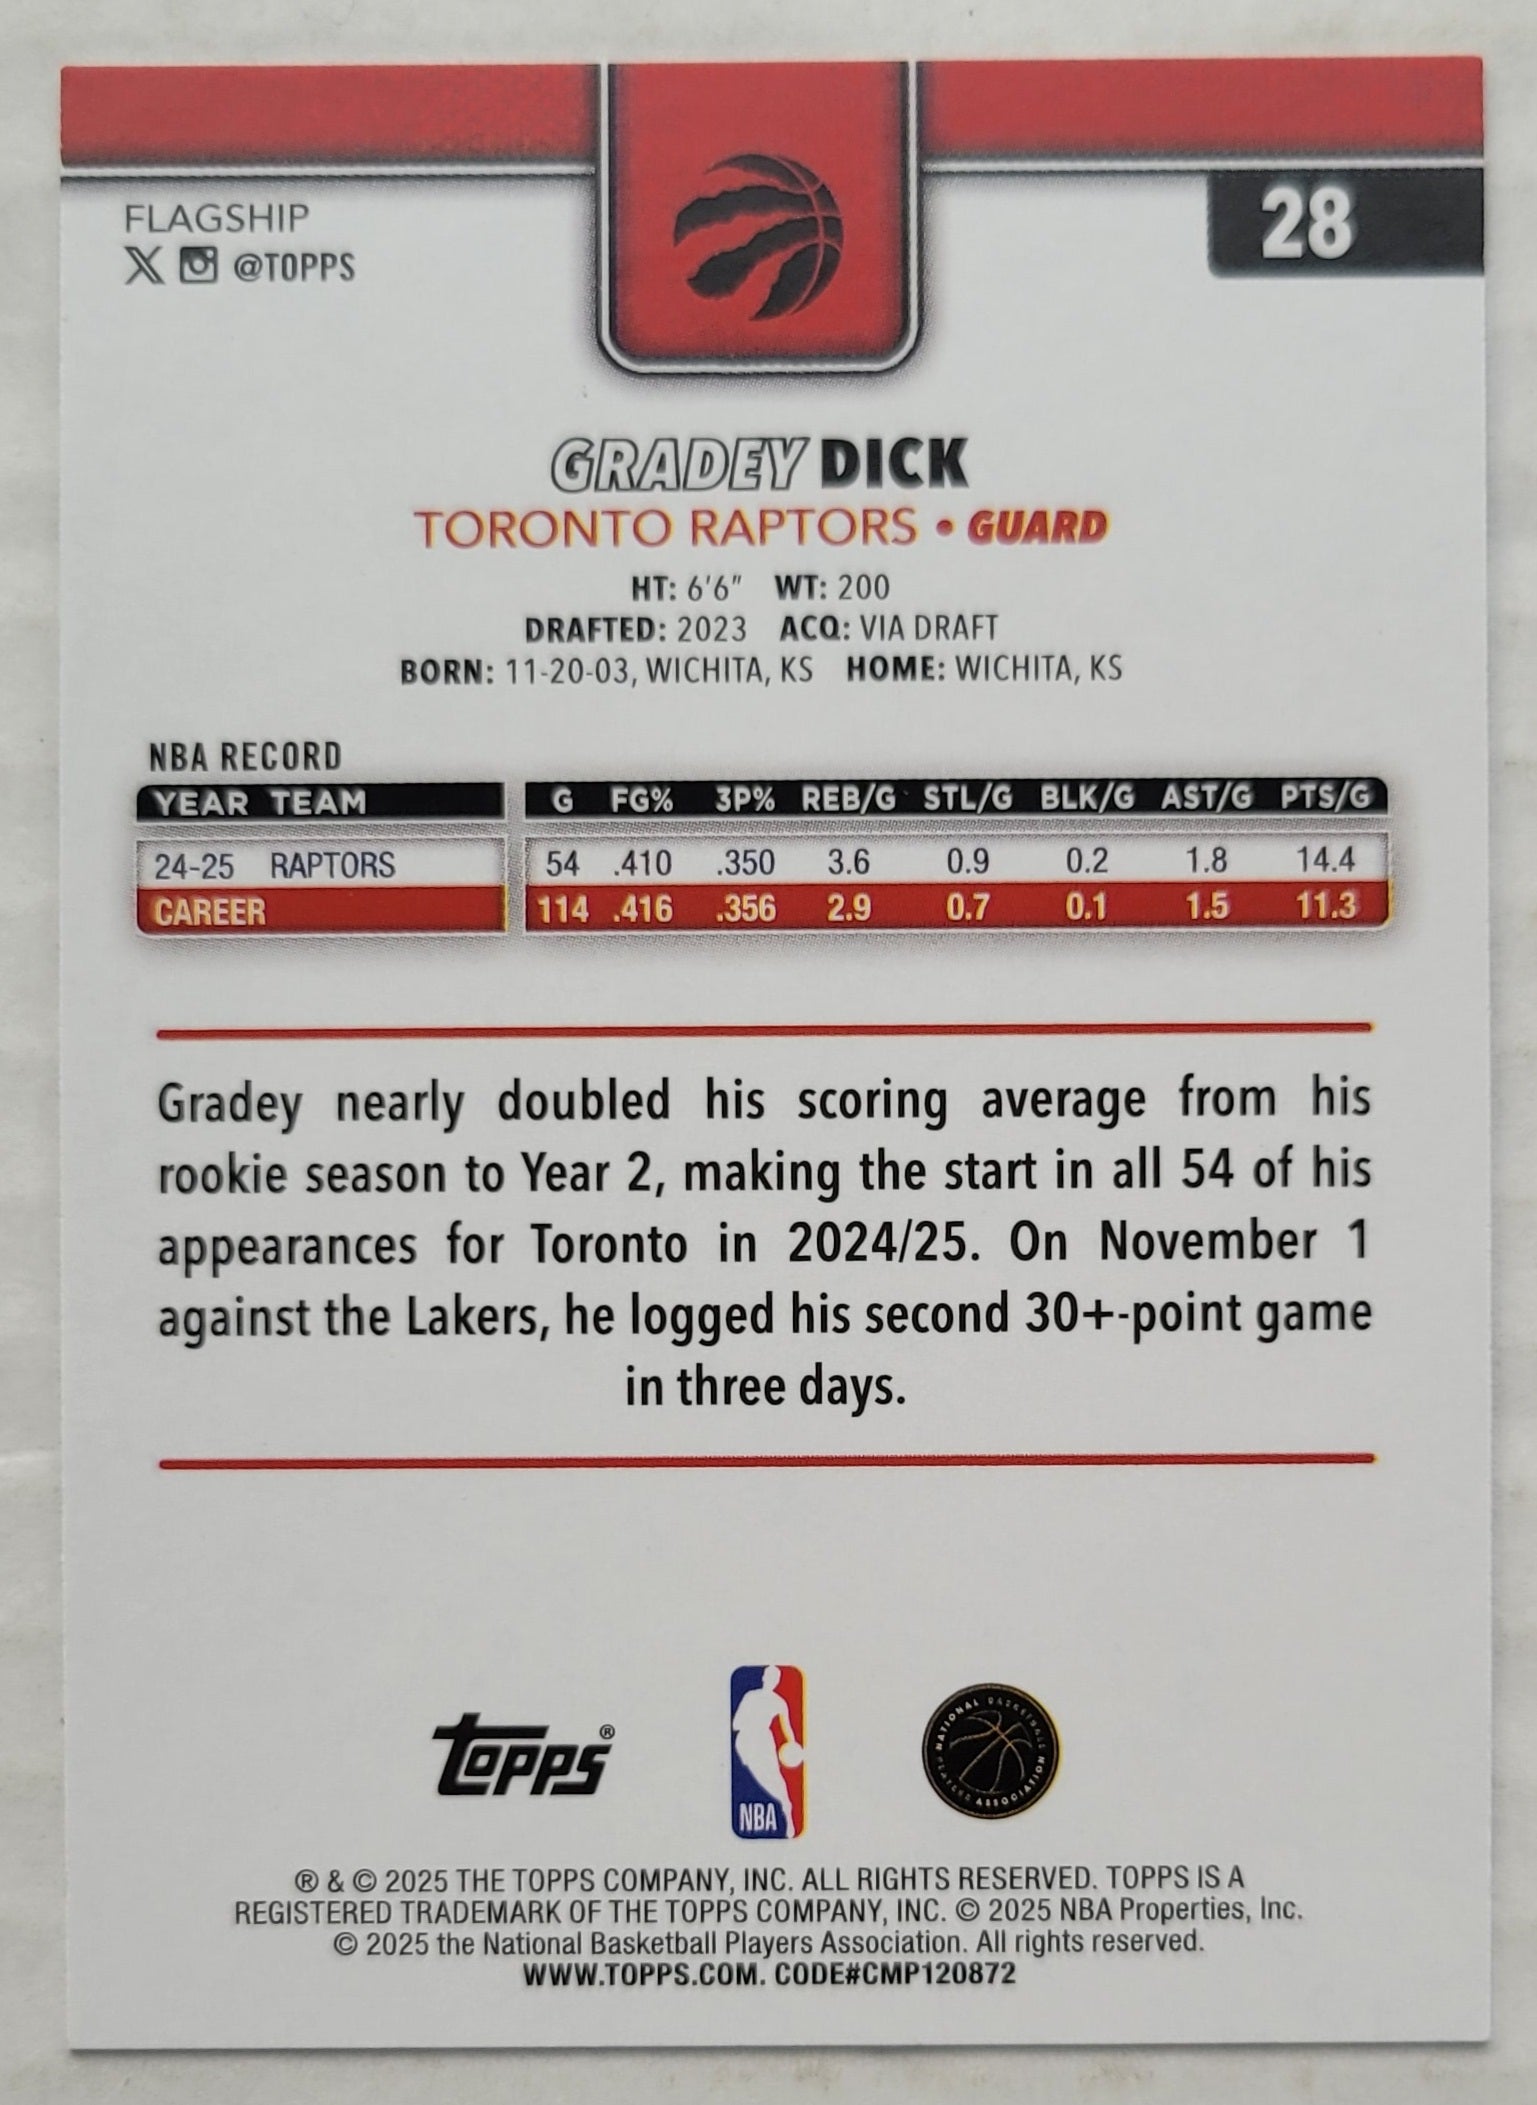 FLAGSHIP
28
X @TOPPS
GRADEY DICK
TORONTO RAPTORS • GUARD
HT: 6'6" WT: 200
DRAFTED: 2023 ACQ: VIA DRAFT
BORN: 11-20-03, WICHITA, KS HOME: WICHITA, KS
NBA RECORD
YEAR TEAM G FG% 3P% REB/G STL/G BLK/G AST/G PTS/G
24-25 RAPTORS 54 .410 .350 3.6 0.9 0.2 1.8 14.4
CAREER 114 .416 .356 2.9 0.7 0.1 1.5 11.3
Gradey nearly doubled his scoring average from his
rookie season to Year 2, making the start in all 54 of his
appearances for Toronto in 2024/25. On November 1
against the Lakers, he logged his second 30+-point game
in three days.
Topps®
NBA
NATIONAL BASKETBALL PLAYERS ASSOCIATION
® & © 2025 THE TOPPS COMPANY, INC. ALL RIGHTS RESERVED. TOPPS IS A
REGISTERED TRADEMARK OF THE TOPPS COMPANY, INC. © 2025 NBA Properties, Inc.
© 2025 the National Basketball Players Association. All rights reserved.
WWW.TOPPS.COM. CODE#CMP120872